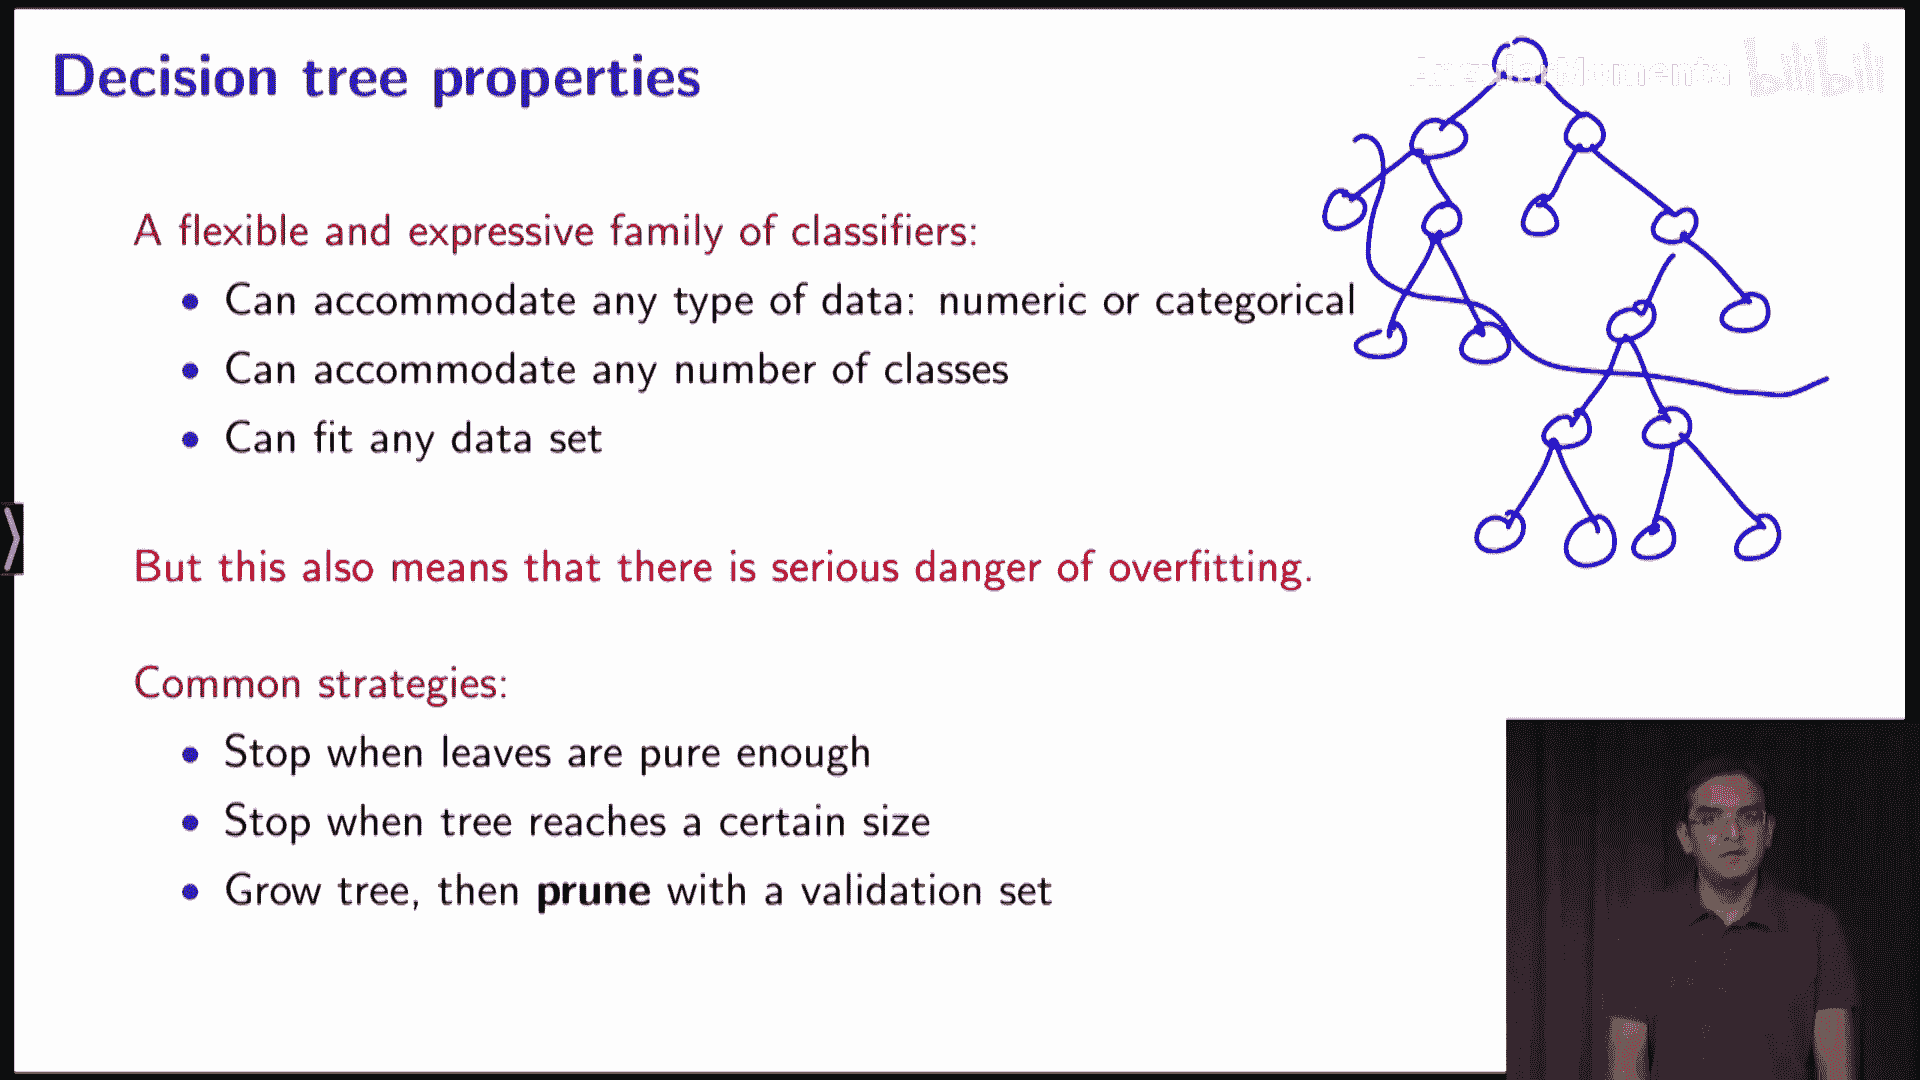 Decision tree properties
AngularMomenta bilibili
A flexible and expressive family of classifiers:
• Can accommodate any type of data: numeric or categorical
• Can accommodate any number of classes
• Can fit any data set
But this also means that there is serious danger of overfitting.
Common strategies:
• Stop when leaves are pure enough
• Stop when tree reaches a certain size
• Grow tree, then prune with a validation set